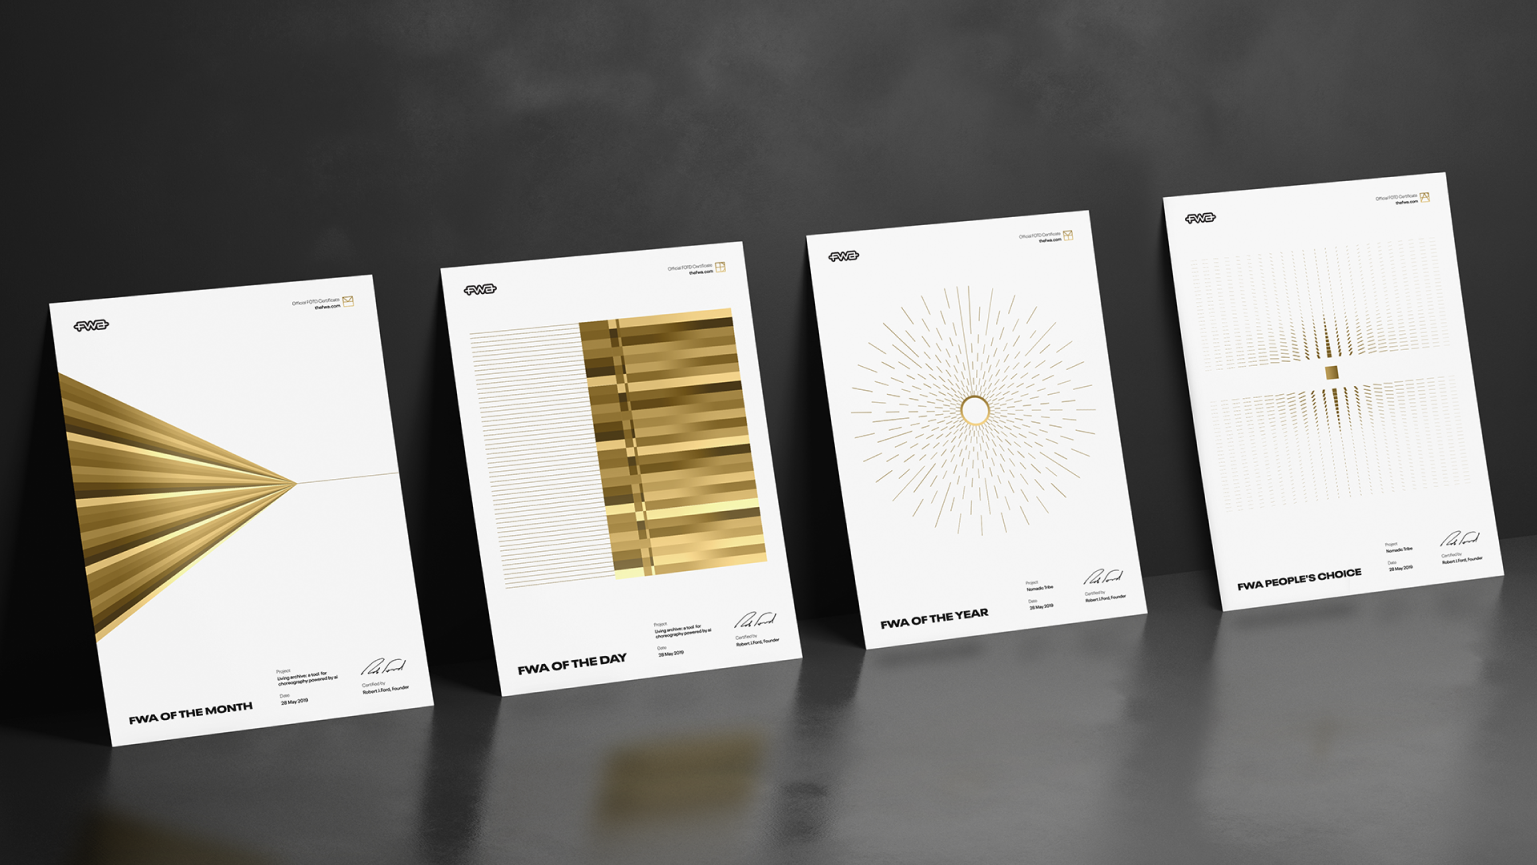 FWA
Official FOTD Certificate
thefwa.com
Project
Living archive: a tool for
choreography powered by ai
Date
28 May 2019
Certified by
Robert J.Ford, Founder
FWA OF THE MONTH
FWA
Official FOTD Certificate
thefwa.com
Project
Living archive: a tool for
choreography powered by ai
Date
28 May 2019
Certified by
Robert J.Ford, Founder
FWA OF THE DAY
FWA
Official FOTD Certificate
thefwa.com
Project
Nomadic Tribe
Date
28 May 2019
Certified by
Robert J.Ford, Founder
FWA OF THE YEAR
FWA
Official FOTD Certificate
thefwa.com
Project
Nomadic Tribe
Date
28 May 2019
Certified by
Robert J.Ford, Founder
FWA PEOPLE'S CHOICE